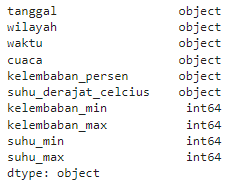 tanggal object
wilayah object
waktu object
cuaca object
kelembaban_persen object
suhu_derajat_celcius object
kelembaban_min int64
kelembaban_max int64
suhu_min int64
suhu_max int64
dtype: object